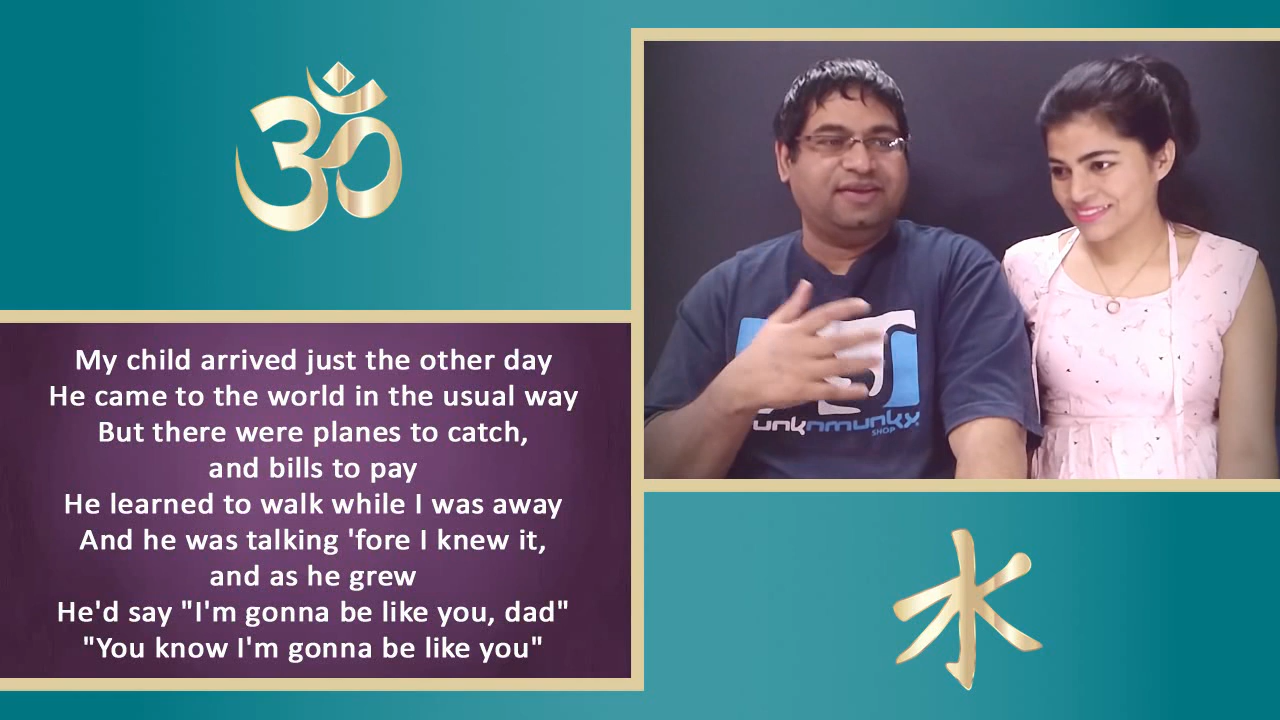 ॐ
My child arrived just the other day
He came to the world in the usual way
But there were planes to catch,
and bills to pay
He learned to walk while I was away
And he was talking 'fore I knew it,
and as he grew
He'd say "I'm gonna be like you, dad"
"You know I'm gonna be like you"
unknmunky.
SHOP
水